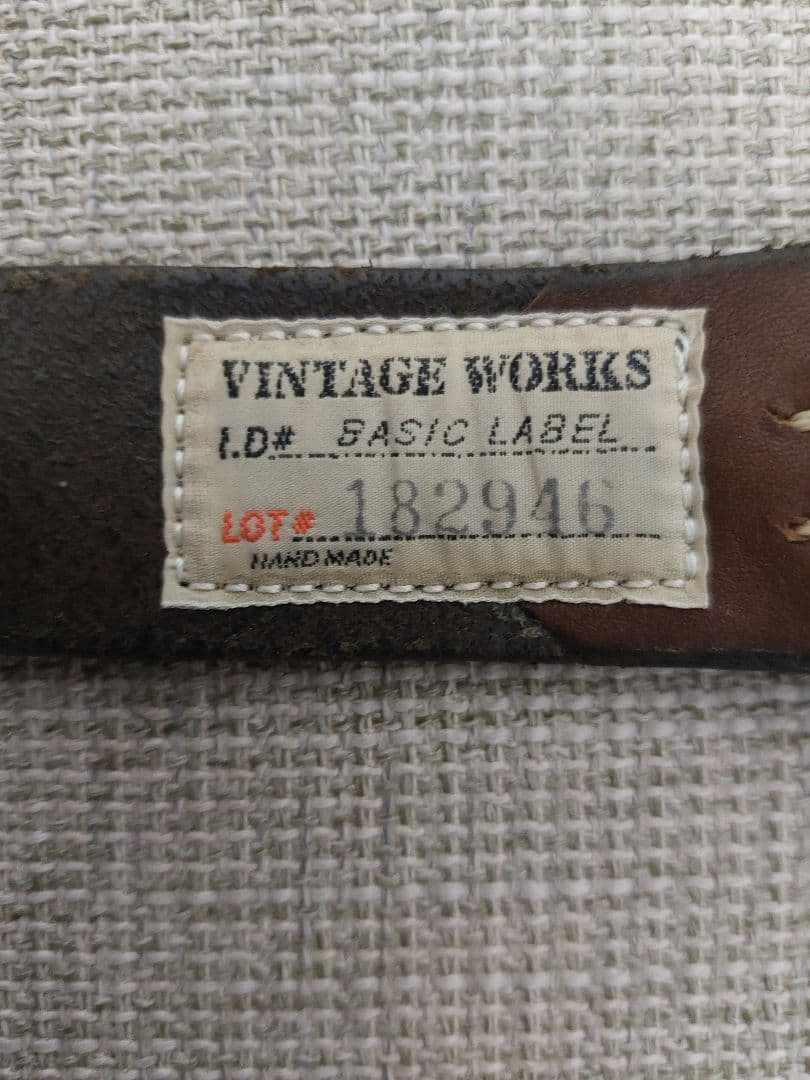 VINTAGE WORKS
I.D# BASIC LABEL
LOT# 182946
HAND MADE